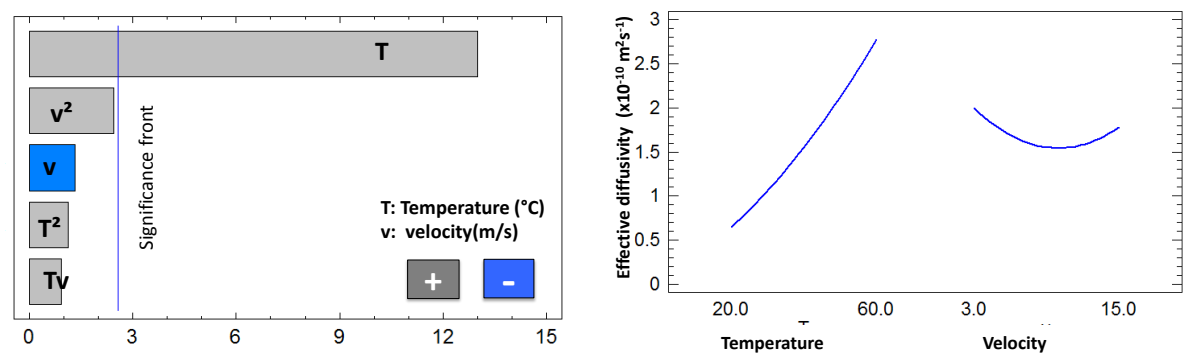 T
v²
v
T²
Tv
Significance front
T: Temperature (°C)
v: velocity(m/s)
+
-
0 3 6 9 12 15
Effective diffusivity (x10⁻¹⁰ m²s⁻¹)
3
2.5
2
1.5
1
0.5
0
20.0 60.0 3.0 15.0
Temperature Velocity